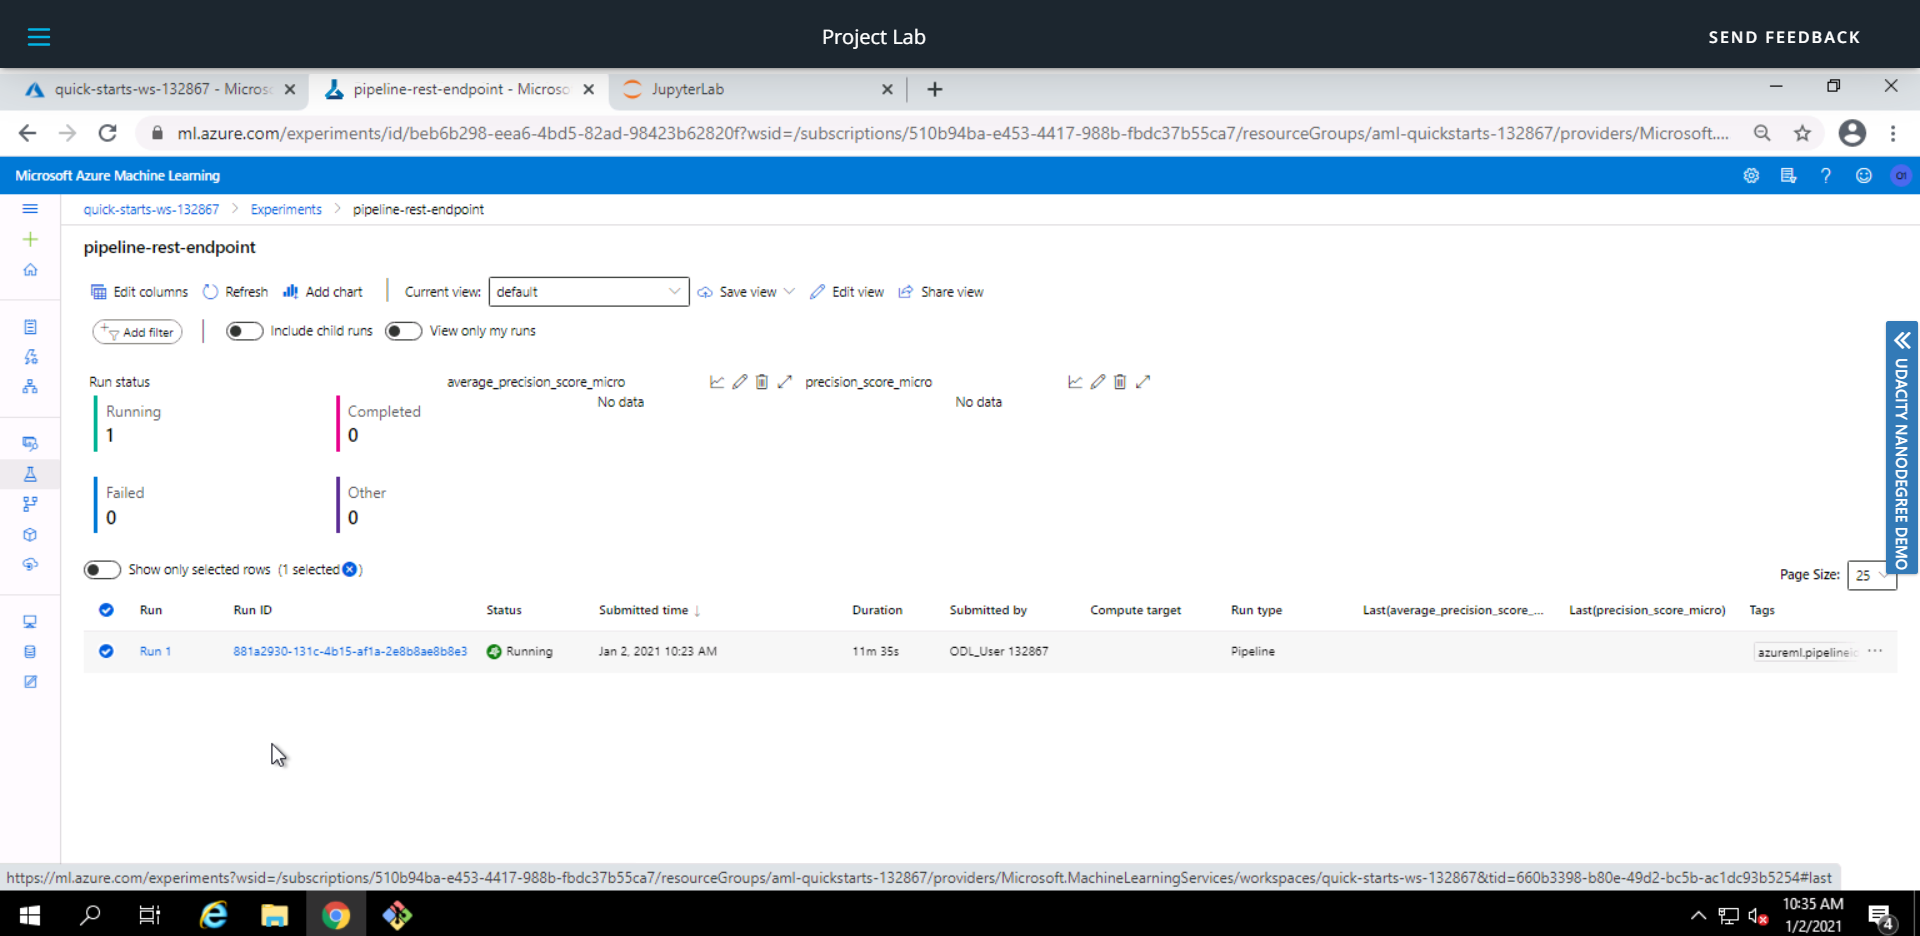 Project Lab
SEND FEEDBACK
quick-starts-ws-132867 - Micros
pipeline-rest-endpoint - Microso
JupyterLab
ml.azure.com/experiments/id/beb6b298-eea6-4bd5-82ad-98423b62820f?wsid=/subscriptions/510b94ba-e453-4417-988b-fbdc37b55ca7/resourceGroups/aml-quickstarts-132867/providers/Microsoft....
Microsoft Azure Machine Learning
O1
quick-starts-ws-132867 > Experiments > pipeline-rest-endpoint
pipeline-rest-endpoint
Edit columns Refresh Add chart Current view: default Save view Edit view Share view
Add filter Include child runs View only my runs
Run status
Running
1
Completed
0
Failed
0
Other
0
average_precision_score_micro
No data
precision_score_micro
No data
UDACITY NANODEGREE DEMO
Show only selected rows (1 selected )
Page Size: 25
Run Run ID Status Submitted time ↓ Duration Submitted by Compute target Run type Last(average_precision_score_... Last(precision_score_micro) Tags
Run 1 881a2930-131c-4b15-af1a-2e8b8ae8b8e3 Running Jan 2, 2021 10:23 AM 11m 35s ODL_User 132867 Pipeline azureml.pipelineic ...
https://ml.azure.com/experiments?wsid=/subscriptions/510b94ba-e453-4417-988b-fbdc37b55ca7/resourceGroups/aml-quickstarts-132867/providers/Microsoft.MachineLearningServices/workspaces/quick-starts-ws-132867&tid=660b3398-b80e-49d2-bc5b-ac1dc93b5254#last
10:35 AM
1/2/2021
4